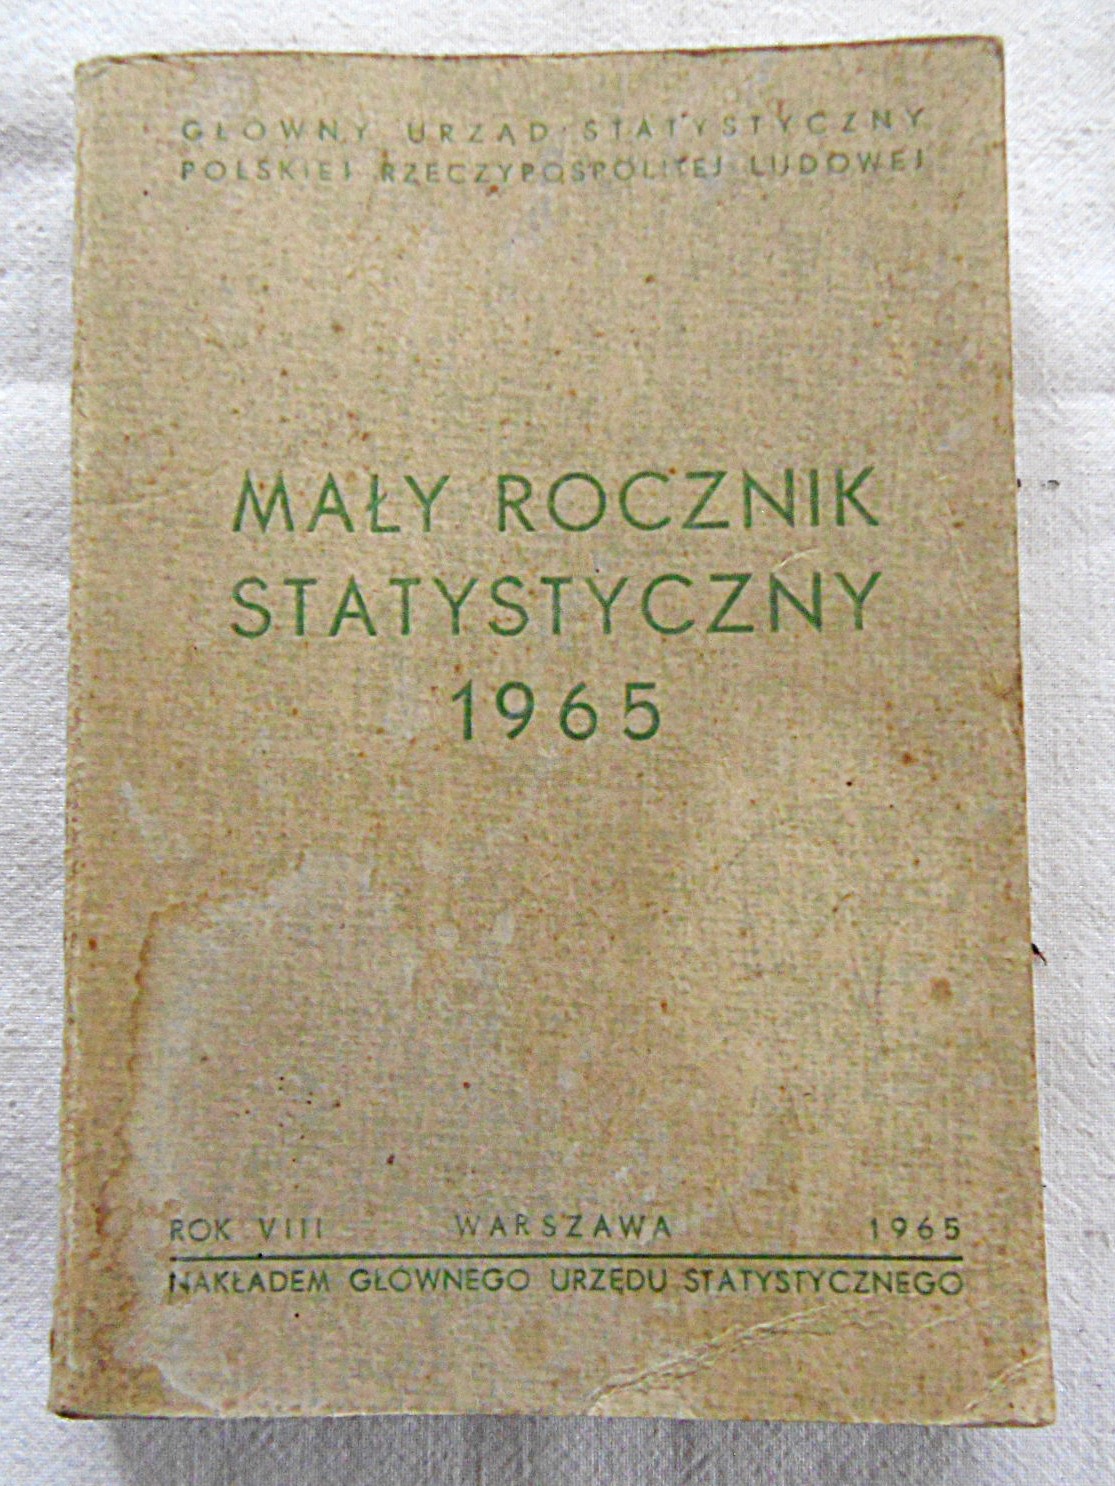 GŁÓWNY URZĄD STATYSTYCZNY
POLSKIEJ RZECZYPOSPOLITEJ LUDOWEJ
MAŁY ROCZNIK
STATYSTYCZNY
1965
ROK VIII WARSZAWA 1965
NAKŁADEM GŁÓWNEGO URZĘDU STATYSTYCZNEGO